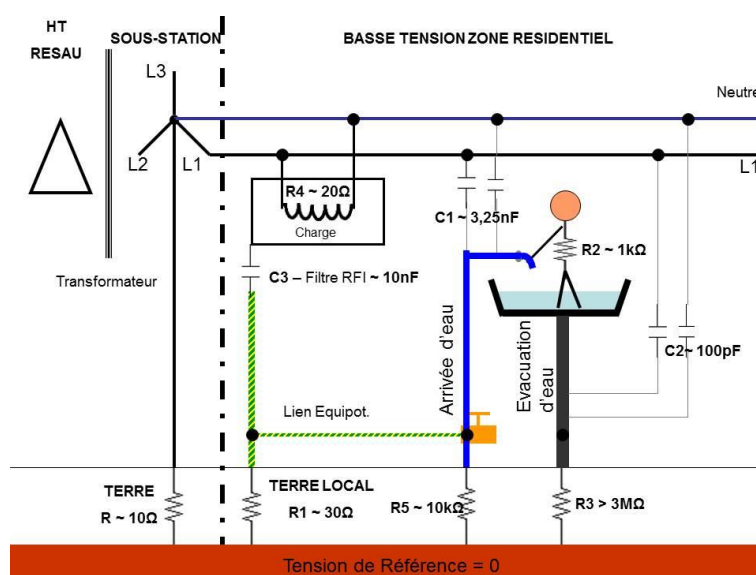 HT
RESAU
SOUS-STATION
BASSE TENSION ZONE RESIDENTIEL
L3
Neutre
L2
L1
L1
R4 ~ 20Ω
Charge
C1 ~ 3,25nF
R2 ~ 1kΩ
Transformateur
C3 – Filtre RFI ~ 10nF
C2~ 100pF
Arrivée d'eau
Evacuation
d'eau
Lien Equipot.
TERRE
R ~ 10Ω
TERRE LOCAL
R1 ~ 30Ω
R5 ~ 10kΩ
R3 > 3MΩ
Tension de Référence = 0